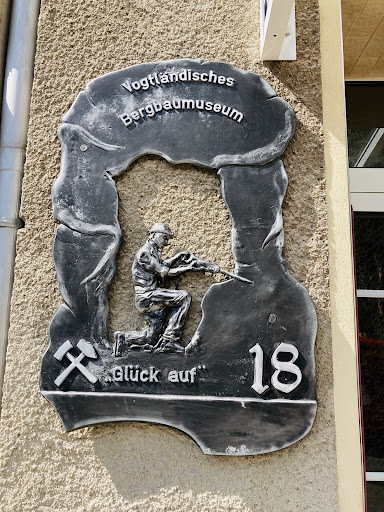 Vogtländisches
Bergbaumuseum
„Glück auf"
18